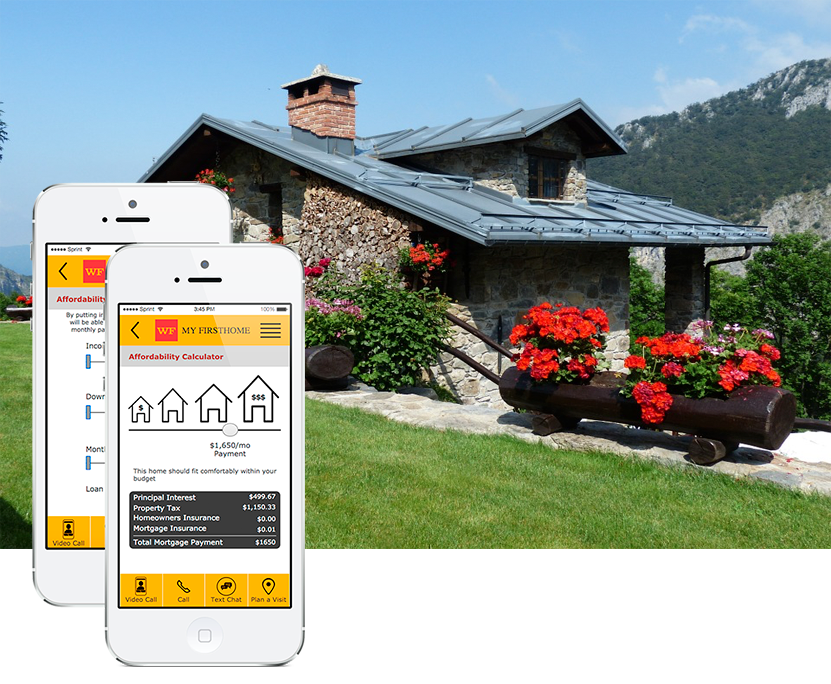 Sprint
WF
Affordability
By putting in
will be able
monthly pa
Inco
Down
Month
Loan
Video Call
Sprint 3:45 PM 100%
WF MY FIRSTHOME
Affordability Calculator
$ $$$
$1,650/mo
Payment
This home should fit comfortably within your
budget
Principal Interest $499.67
Property Tax $1,150.33
Homeowners Insurance $0.00
Mortgage Insurance $0.01
Total Mortgage Payment $1650
Video Call Call Text Chat Plan a Visit